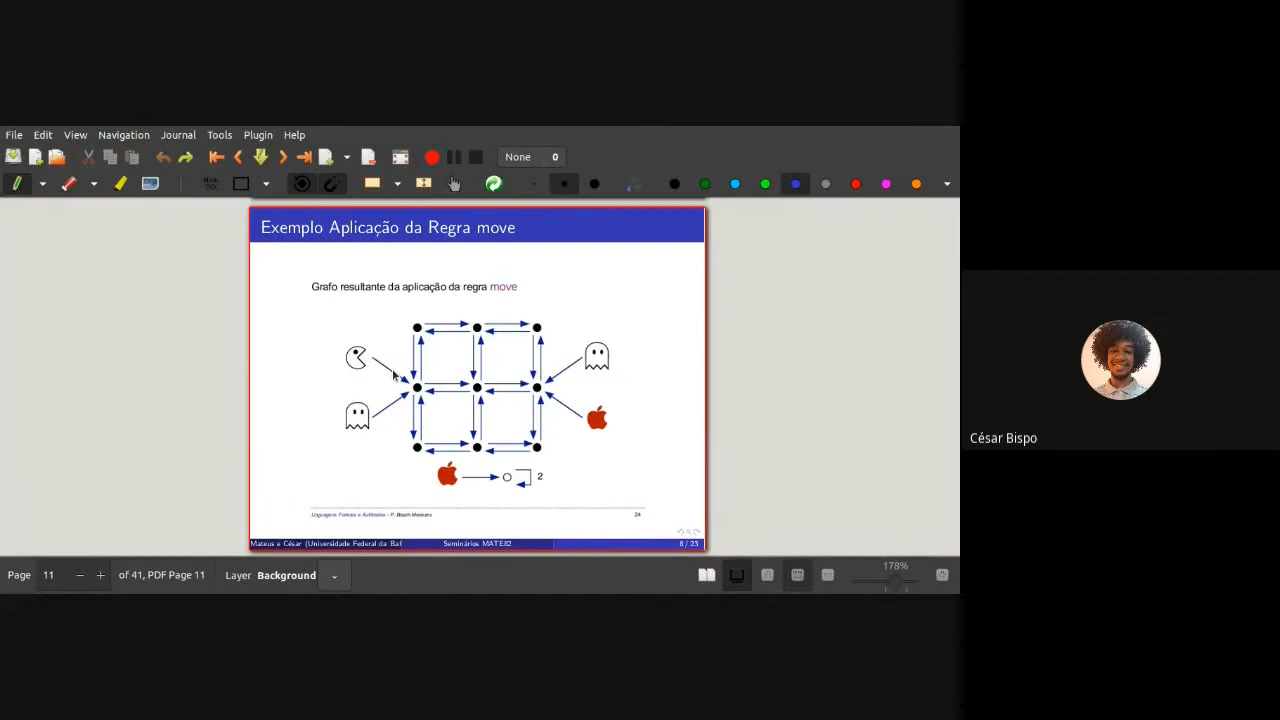 File Edit View Navigation Journal Tools Plugin Help
None 0
Exemplo Aplicação da Regra move
Grafo resultante da aplicação da regra move
2
Linguagens Formais e Autômatos - P. Blauth Menezes
24
Mateus e César (Universidade Federal da Bah
Seminários MATE82
8 / 23
César Bispo
Page 11 of 41, PDF Page 11 Layer Background 178%